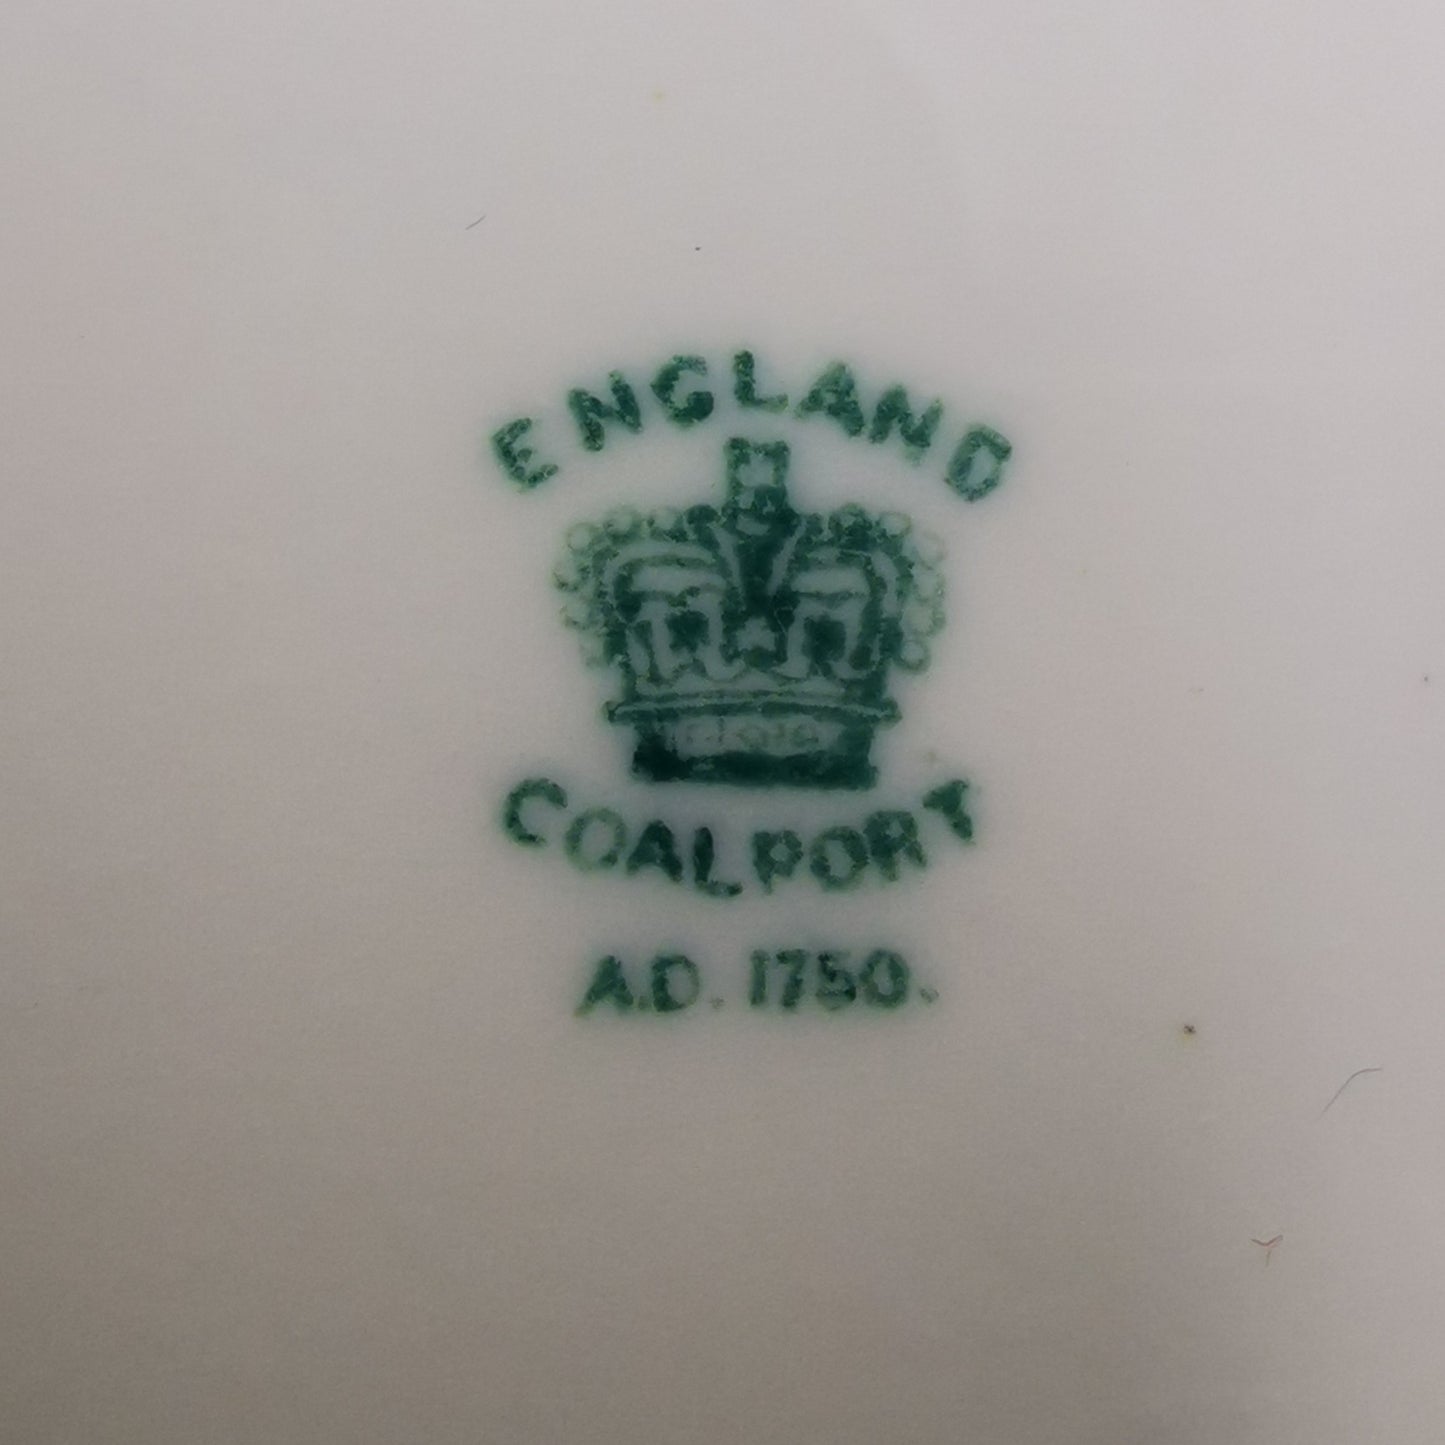 ENGLAND
COALPORT
A.D. 1750.